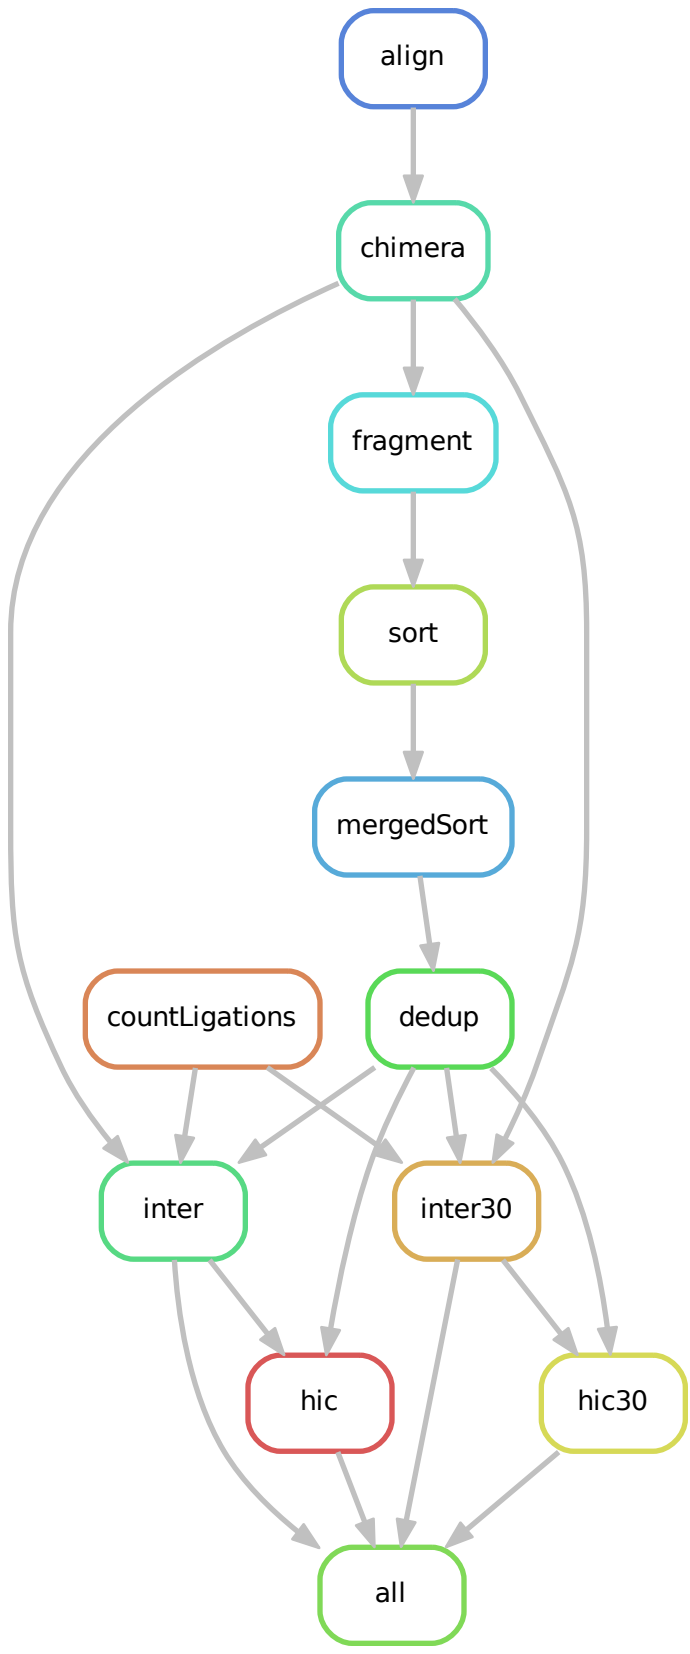 align
chimera
fragment
sort
mergedSort
countLigations
dedup
inter
inter30
hic
hic30
all